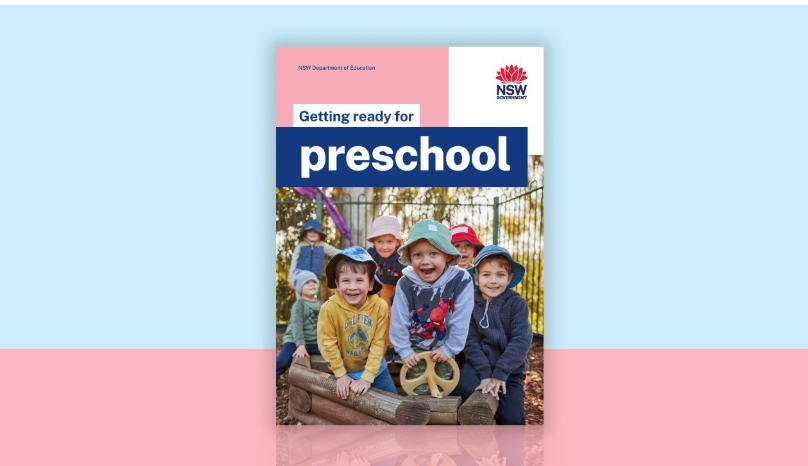 NSW Department of Education
NSW
GOVERNMENT
Getting ready for
preschool